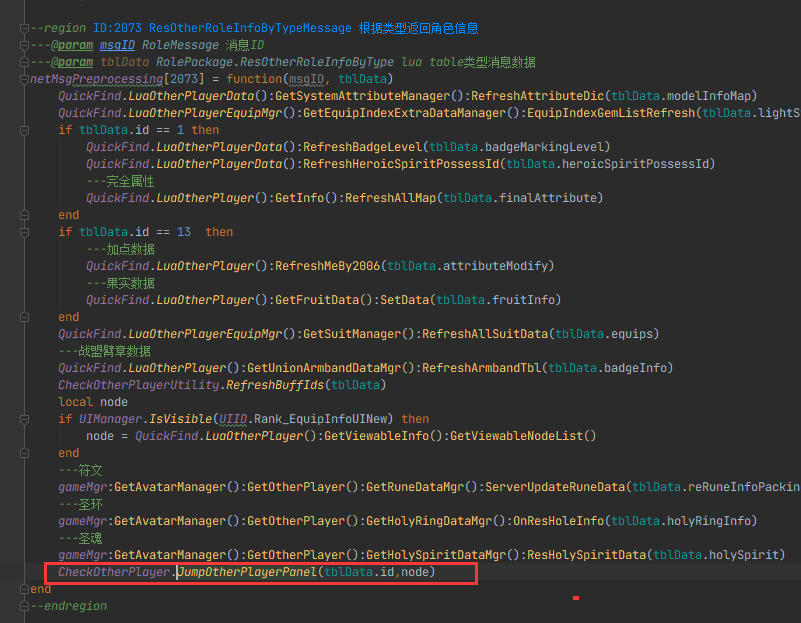 --region ID:2073 ResOtherRoleInfoByTypeMessage 根据类型返回角色信息
---@param msgID RoleMessage 消息ID
---@param tblData RolePackage.ResOtherRoleInfoByType lua table类型消息数据
netMsgPreprocessing[2073] = function(msgID, tblData)
QuickFind.LuaOtherPlayerData():GetSystemAttributeManager():RefreshAttributeDic(tblData.modelInfoMap)
QuickFind.LuaOtherPlayerEquipMgr():GetEquipIndexExtraDataManager():EquipIndexGemListRefresh(tblData.lightS
if tblData.id == 1 then
QuickFind.LuaOtherPlayerData():RefreshBadgeLevel(tblData.badgeMarkingLevel)
QuickFind.LuaOtherPlayerData():RefreshHeroicSpiritPossessId(tblData.heroicSpiritPossessId)
---完全属性
QuickFind.LuaOtherPlayer():GetInfo():RefreshAllMap(tblData.finalAttribute)
end
if tblData.id == 13 then
---加点数据
QuickFind.LuaOtherPlayer():RefreshMeBy2006(tblData.attributeModify)
---果实数据
QuickFind.LuaOtherPlayer():GetFruitData():SetData(tblData.fruitInfo)
end
QuickFind.LuaOtherPlayerEquipMgr():GetSuitManager():RefreshAllSuitData(tblData.equips)
---战盟臂章数据
QuickFind.LuaOtherPlayer():GetUnionArmbandDataMgr():RefreshArmbandTbl(tblData.badgeInfo)
CheckOtherPlayerUtility.RefreshBuffIds(tblData)
local node
if UIManager.IsVisible(UIID.Rank_EquipInfoUINew) then
node = QuickFind.LuaOtherPlayer():GetViewableInfo():GetViewableNodeList()
end
---符文
gameMgr:GetAvatarManager():GetOtherPlayer():GetRuneDataMgr():ServerUpdateRuneData(tblData.reRuneInfoPackin
---圣环
gameMgr:GetAvatarManager():GetOtherPlayer():GetHolyRingDataMgr():OnResHoleInfo(tblData.holyRingInfo)
---圣魂
gameMgr:GetAvatarManager():GetOtherPlayer():GetHolySpiritDataMgr():ResHolySpiritData(tblData.holySpirit)
CheckOtherPlayer.JumpOtherPlayerPanel(tblData.id,node)
end
--endregion